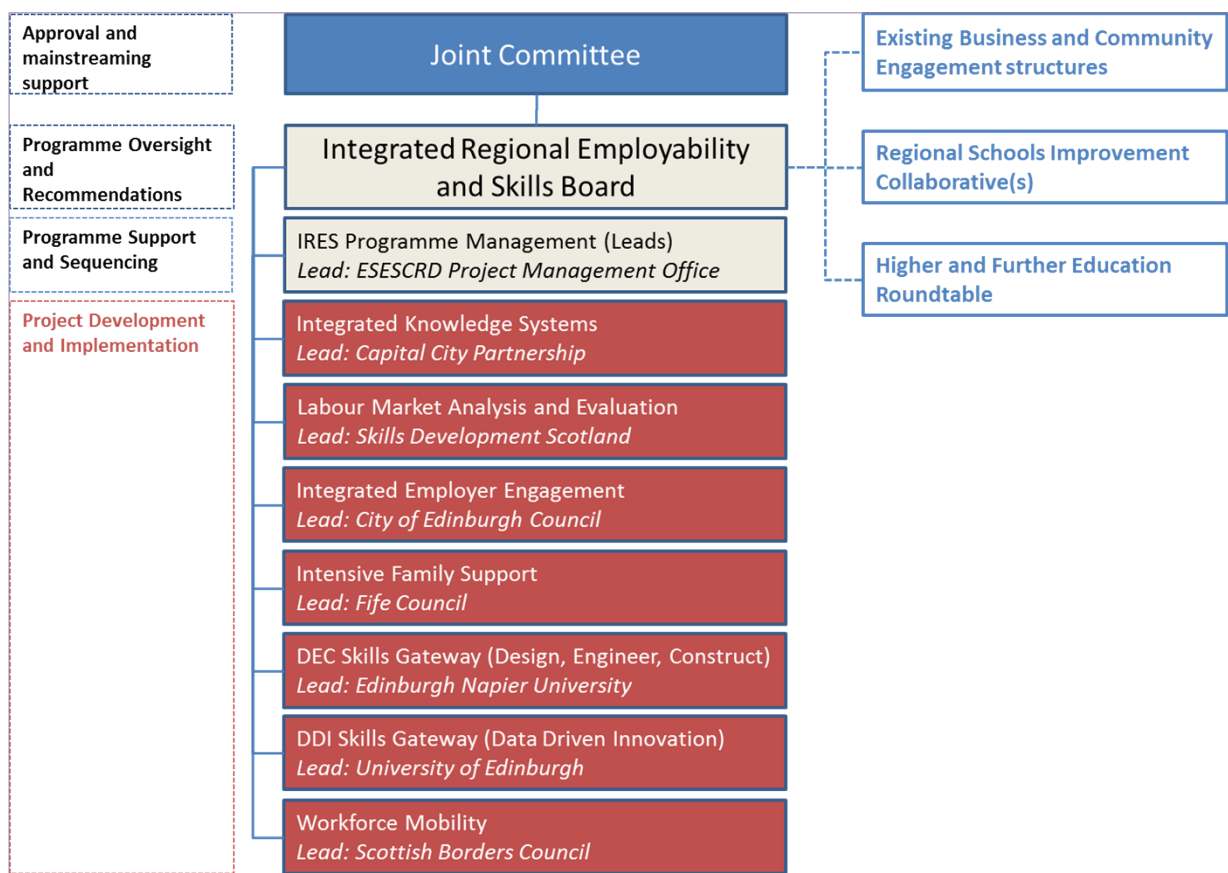 Approval and
mainstreaming
support
Joint Committee
Existing Business and Community
Engagement structures
Programme Oversight
and
Recommendations
Integrated Regional Employability
and Skills Board
Regional Schools Improvement
Collaborative(s)
Programme Support
and Sequencing
IRES Programme Management (Leads)
Lead: ESESCRD Project Management Office
Higher and Further Education
Roundtable
Project Development
and Implementation
Integrated Knowledge Systems
Lead: Capital City Partnership
Labour Market Analysis and Evaluation
Lead: Skills Development Scotland
Integrated Employer Engagement
Lead: City of Edinburgh Council
Intensive Family Support
Lead: Fife Council
DEC Skills Gateway (Design, Engineer, Construct)
Lead: Edinburgh Napier University
DDI Skills Gateway (Data Driven Innovation)
Lead: University of Edinburgh
Workforce Mobility
Lead: Scottish Borders Council